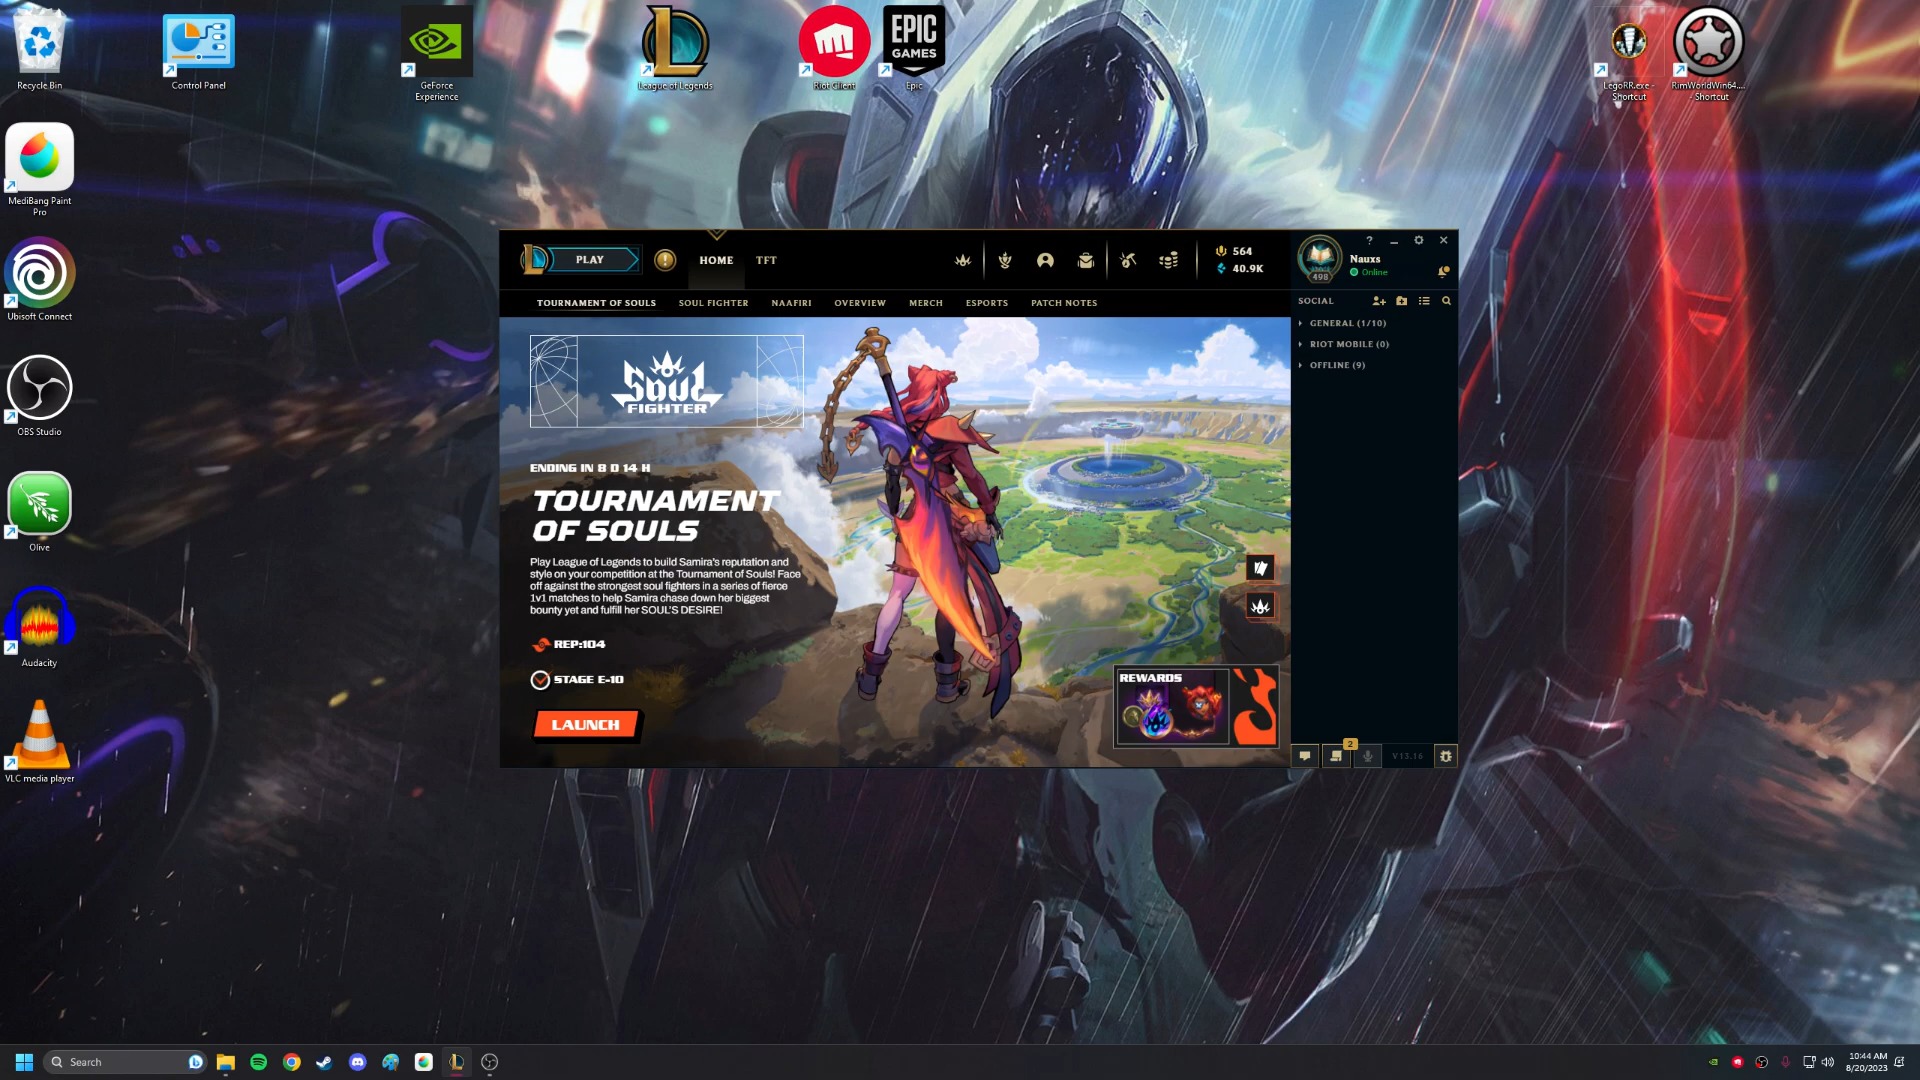 Recycle Bin
Control Panel
GeForce
Experience
League of Legends
Riot Client
EPIC
GAMES
Epic
LegoRR.exe -
Shortcut
RimWorldWin64....
- Shortcut
MediBang Paint
Pro
Ubisoft Connect
OBS Studio
Olive
Audacity
VLC media player
PLAY
HOME
TFT
564
40.9K
498
Nauxs
Online
TOURNAMENT OF SOULS
SOUL FIGHTER
NAAFIRI
OVERVIEW
MERCH
ESPORTS
PATCH NOTES
SOCIAL
GENERAL (1/10)
RIOT MOBILE (0)
OFFLINE (9)
Soul
FIGHTER
ENDING IN 8 D 14 H
TOURNAMENT
OF SOULS
Play League of Legends to build Samira's reputation and
style on your competition at the Tournament of Souls! Face
off against the strongest soul fighters in a series of fierce
1v1 matches to help Samira chase down her biggest
bounty yet and fulfill her SOUL'S DESIRE!
REP:104
STAGE E-10
LAUNCH
REWARDS
2
V13.16
Search
10:44 AM
8/20/2023